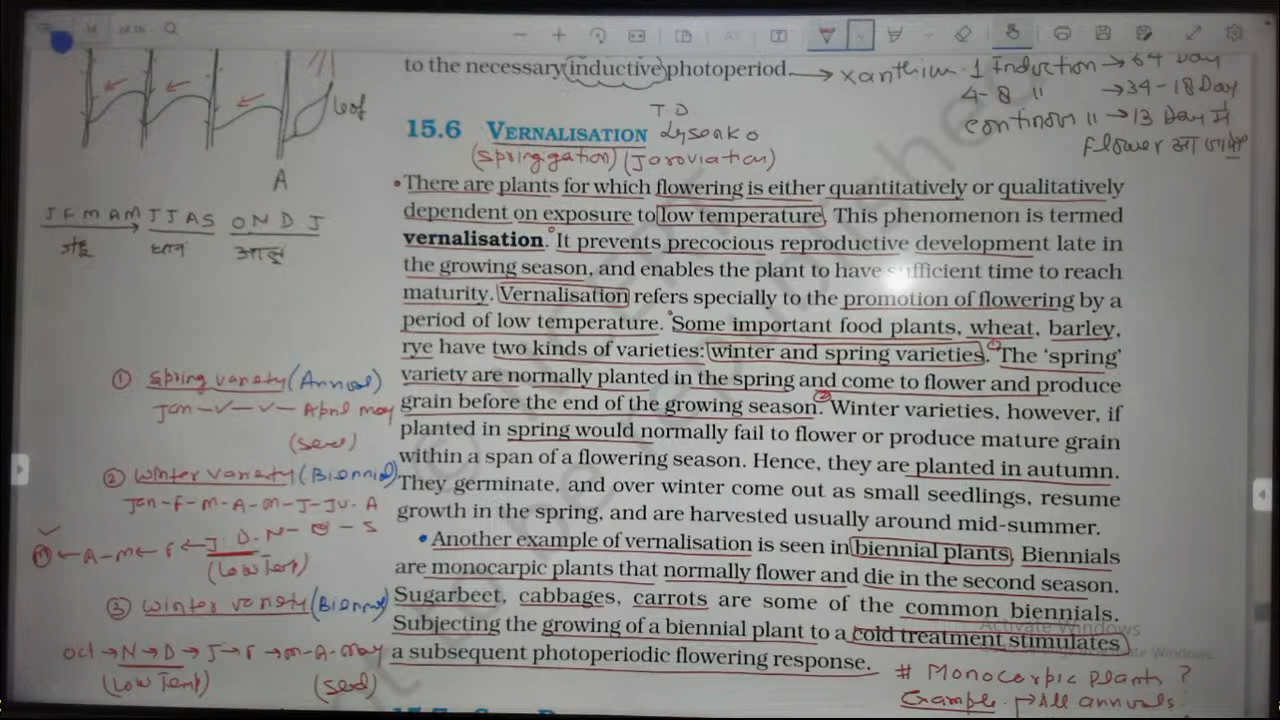 to the necessary inductive photoperiod → Xanthium - 1 Induction → 64 Day
4-8 " → 34-18 Day
continou " → 13 Day में
Flower आ जाते
leaf
A
T.D
15.6 VERNALISATION Lysenko
(springigation) (Jaroviation)
J F M A M J J A S O N D J
गेहूं धान आलू
• There are plants for which flowering is either quantitatively or qualitatively
dependent on exposure to low temperature. This phenomenon is termed
vernalisation. It prevents precocious reproductive development late in
the growing season, and enables the plant to have sufficient time to reach
maturity. Vernalisation refers specially to the promotion of flowering by a
period of low temperature. Some important food plants, wheat, barley,
rye have two kinds of varieties: winter and spring varieties. ① The 'spring'
variety are normally planted in the spring and come to flower and produce
grain before the end of the growing season. ② Winter varieties, however, if
planted in spring would normally fail to flower or produce mature grain
within a span of a flowering season. Hence, they are planted in autumn.
They germinate, and over winter come out as small seedlings, resume
growth in the spring, and are harvested usually around mid-summer.
• Another example of vernalisation is seen in biennial plants. Biennials
are monocarpic plants that normally flower and die in the second season.
Sugarbeet, cabbages, carrots are some of the common biennials.
Subjecting the growing of a biennial plant to a cold treatment stimulates
a subsequent photoperiodic flowering response.
① Spring variety (Annual)
Jan - ✓ - ✓ - April may
(seed)
② Winter variety (Biennial)
Jan - F - M - A - M - J - Ju - A
M ← A - M ← F ← J. D - N - O - S
(Low Temp)
③ Winter variety (Biennial)
Oct → N → D → J → F → M - A - May
(Low Temp) (seed)
Activate Windows
# Monocarpic plants ?
Example → All annuals